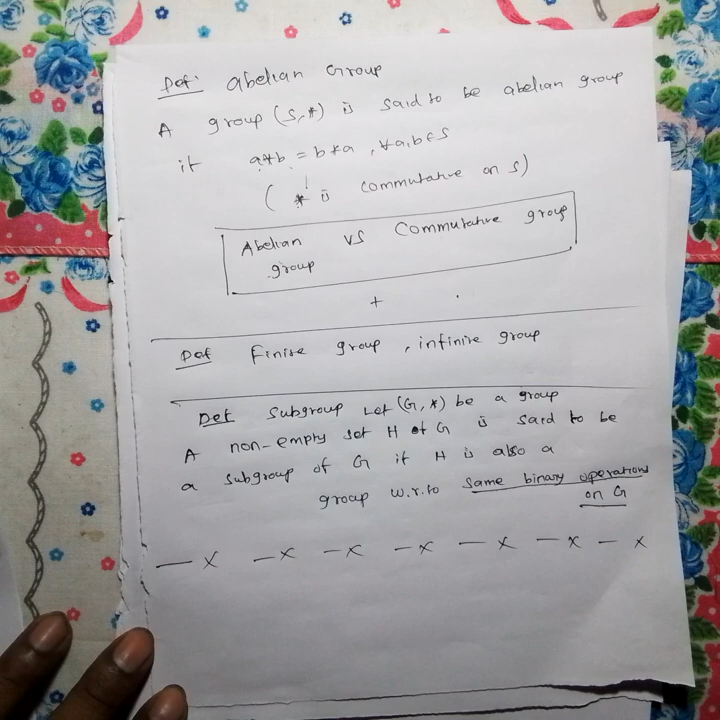 Def: Abelian Group
A group (S,*) is said to be abelian group
if a*b = b*a , ∀a,b∈S
( * is commutative on S)
Abelian group vs Commutative group
+
Def Finite group , infinite group
Def Subgroup Let (G,*) be a group
A non-empty set H of G is said to be
a subgroup of G if H is also a
group w.r.to same binary operation
on G
— x — x — x — x — x — x — x